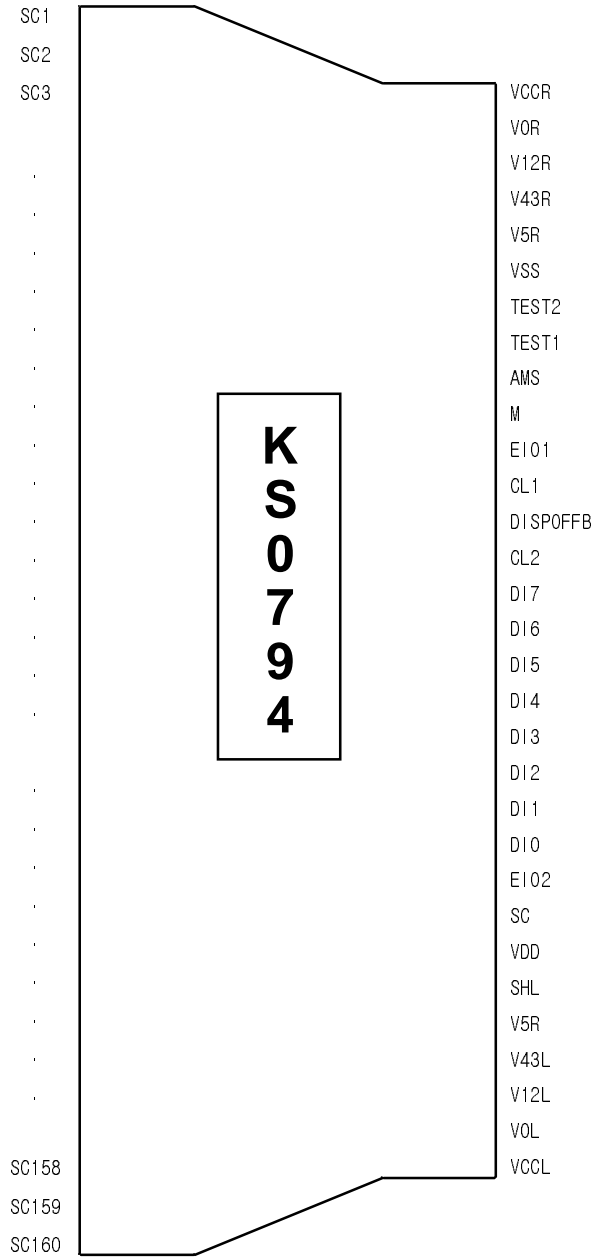 SC1
SC2
SC3
SC158
SC159
SC160
K
S
0
7
9
4
VCCR
V0R
V12R
V43R
V5R
VSS
TEST2
TEST1
AMS
M
EIO1
CL1
DISPOFFB
CL2
DI7
DI6
DI5
DI4
DI3
DI2
DI1
DI0
EIO2
SC
VDD
SHL
V5R
V43L
V12L
V0L
VCCL